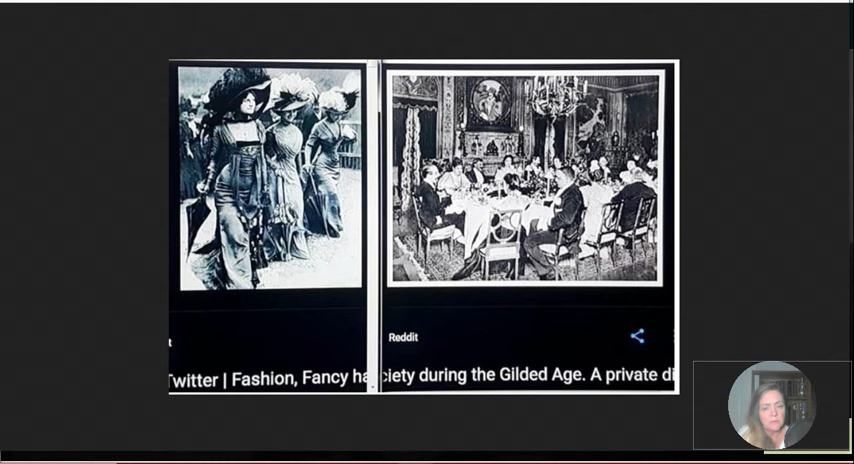 t
Twitter | Fashion, Fancy ha
Reddit
ciety during the Gilded Age. A private di